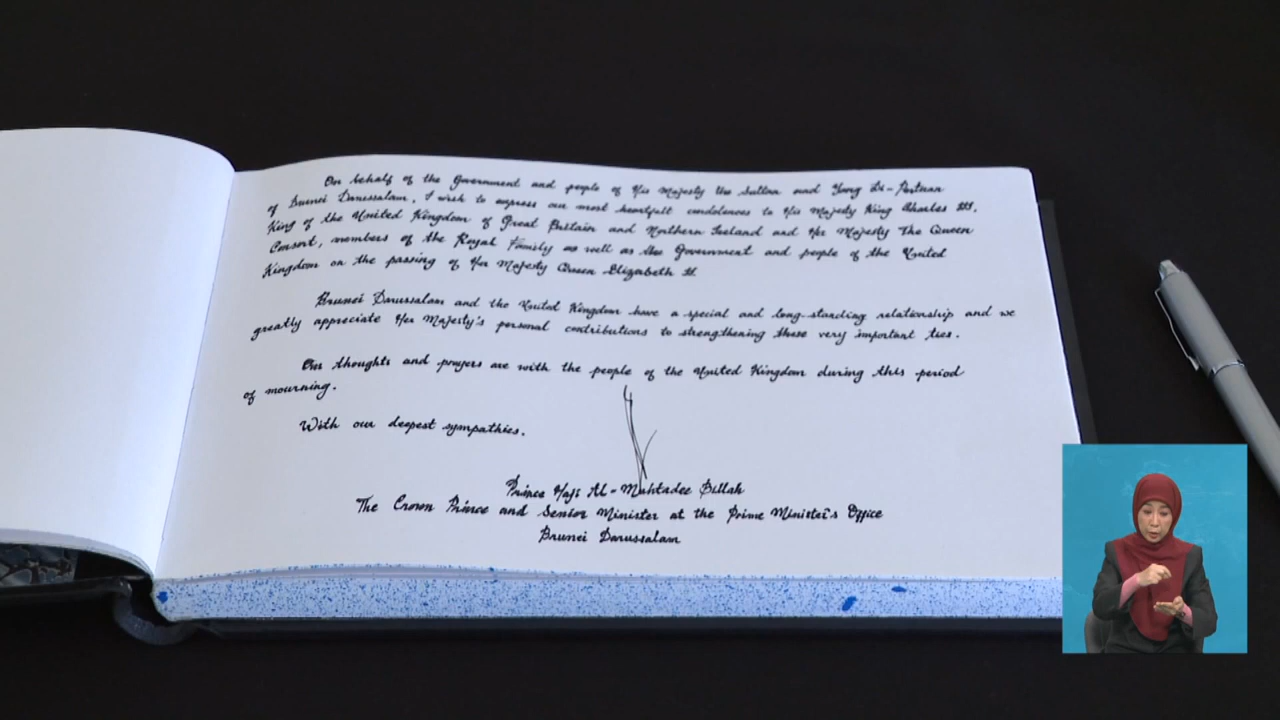 On behalf of the Government and people of His Majesty the Sultan and Yang Di-Pertuan
of Brunei Darussalam, I wish to express our most heartfelt condolences to His Majesty King Charles III,
King of the United Kingdom of Great Britain and Northern Ireland and Her Majesty The Queen
Consort, members of the Royal Family as well as the Government and people of the United
Kingdom on the passing of Her Majesty Queen Elizabeth II
Brunei Darussalam and the United Kingdom have a special and long-standing relationship and we
greatly appreciate Her Majesty's personal contributions to strengthening these very important ties.
Our thoughts and prayers are with the people of the United Kingdom during this period
of mourning.
With our deepest sympathies,
Prince Haji Al-Muhtadee Billah
The Crown Prince and Senior Minister at the Prime Minister's Office
Brunei Darussalam